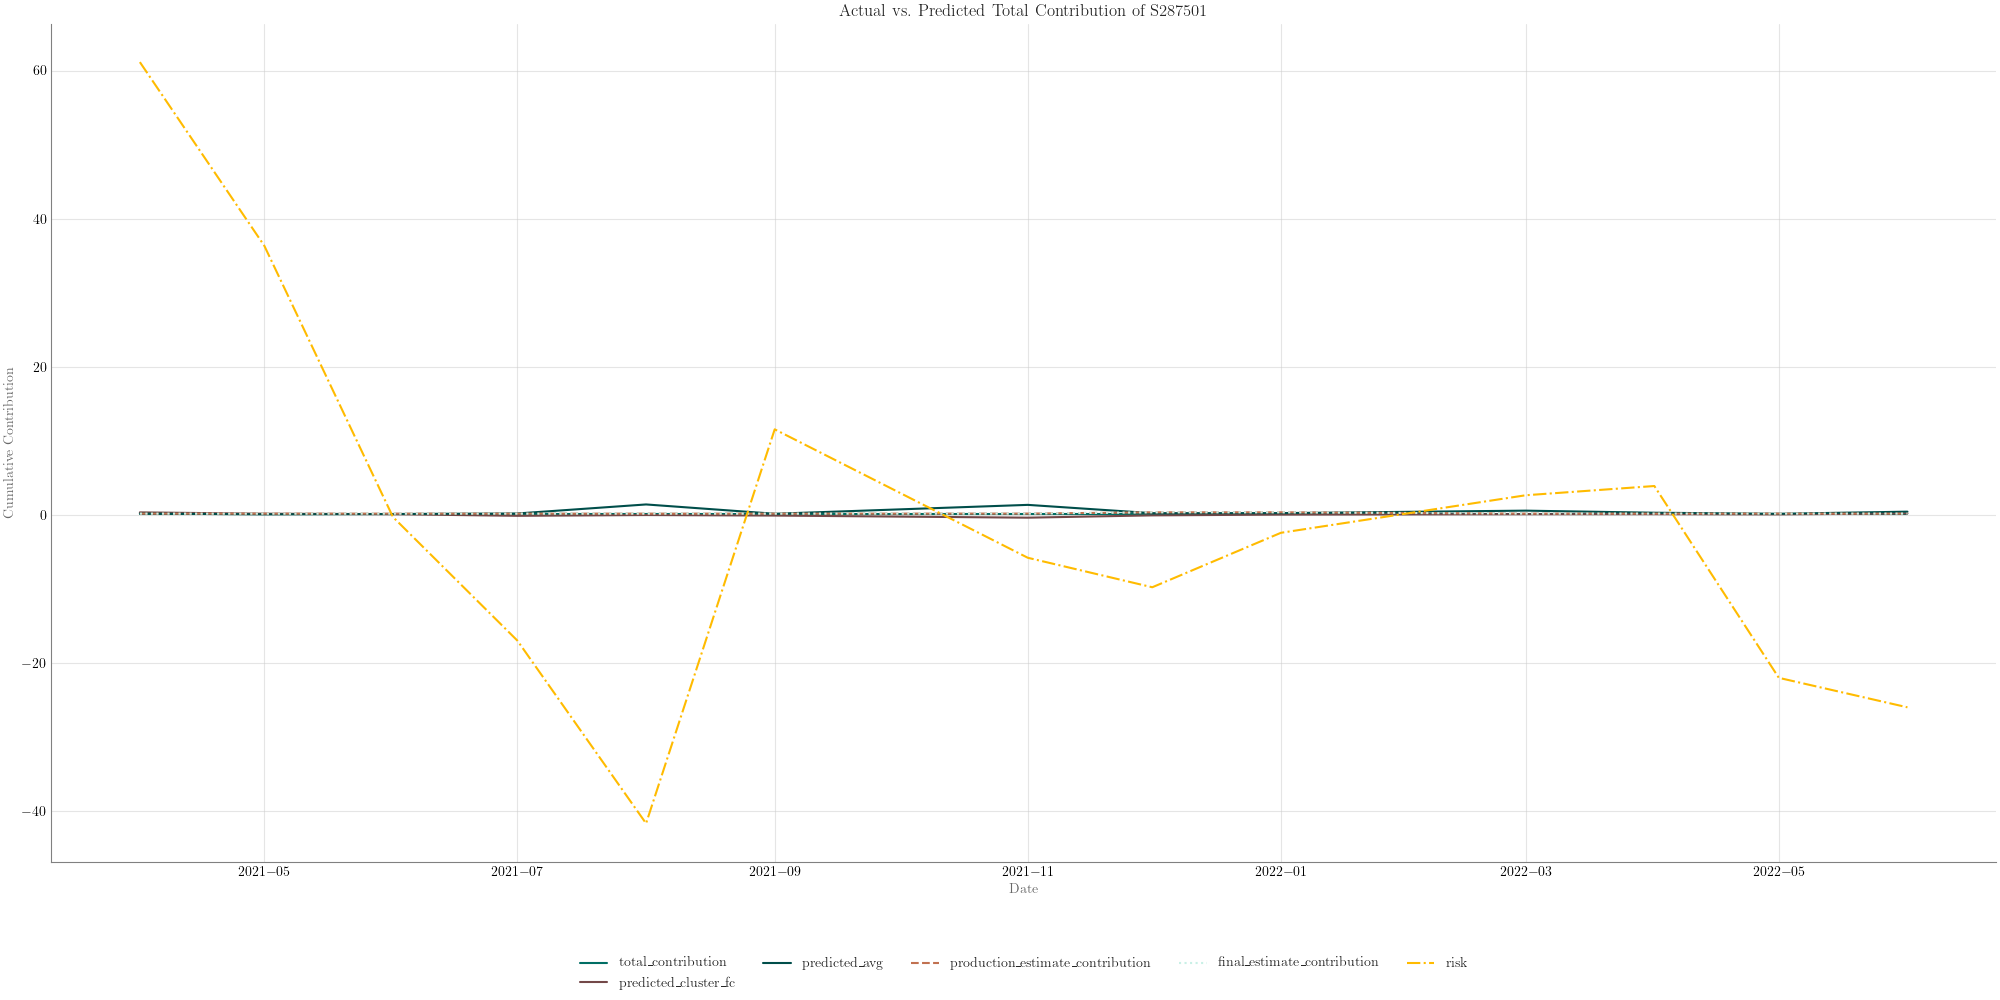 Actual vs. Predicted Total Contribution of S287501
60
40
20
0
−20
−40
Cumulative Contribution
2021−05 2021−07 2021−09 2021−11 2022−01 2022−03 2022−05
Date
total_contribution predicted_avg production_estimate_contribution final_estimate_contribution risk
predicted_cluster_fc